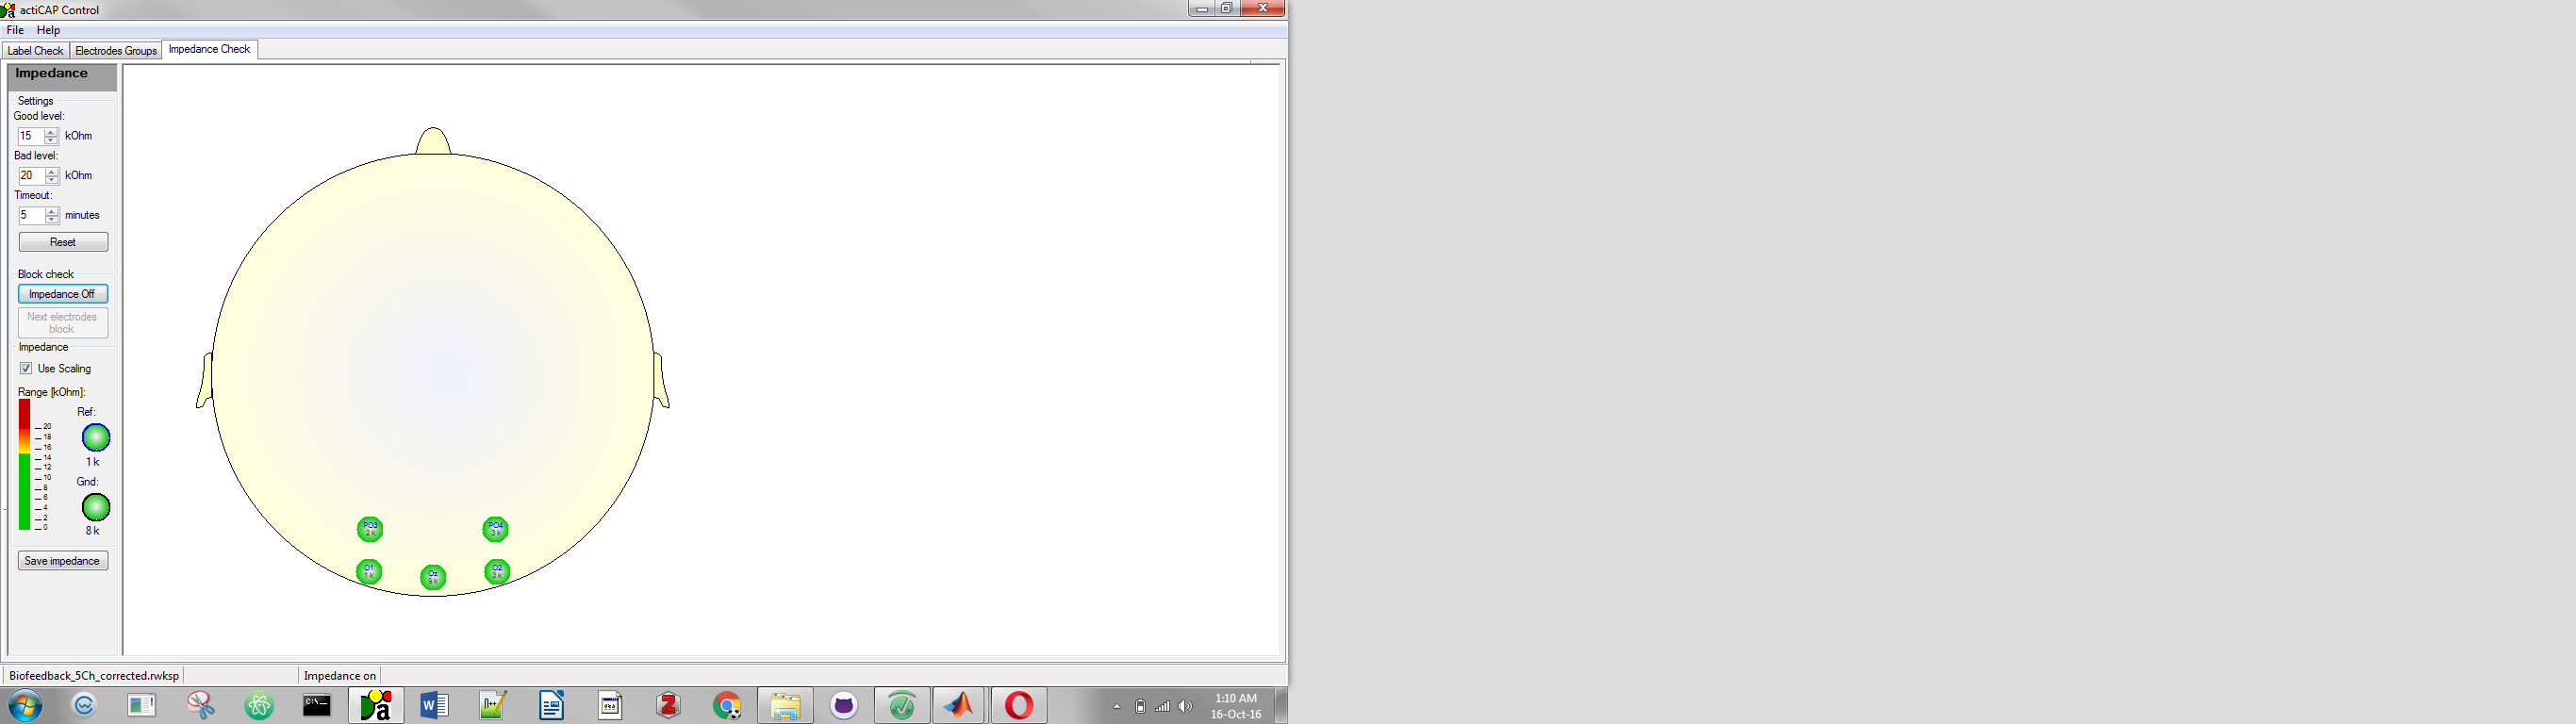 actiCAP Control
File Help
Label Check Electrodes Groups Impedance Check
Impedance
Settings
Good level:
15 kOhm
Bad level:
20 kOhm
Timeout:
5 minutes
Reset
Block check
Impedance Off
Next electrodes
block
Impedance
Use Scaling
Range [kOhm]:
Ref:
20
18
16
14
12
10
8
6
4
2
0
1 k
Gnd:
8 k
Save impedance
PO3
2 k
PO4
3 k
O1
1 k
Oz
9 k
O2
3 k
Biofeedback_5Ch_corrected.rwksp Impedance on
C:\_
1:10 AM
16-Oct-16